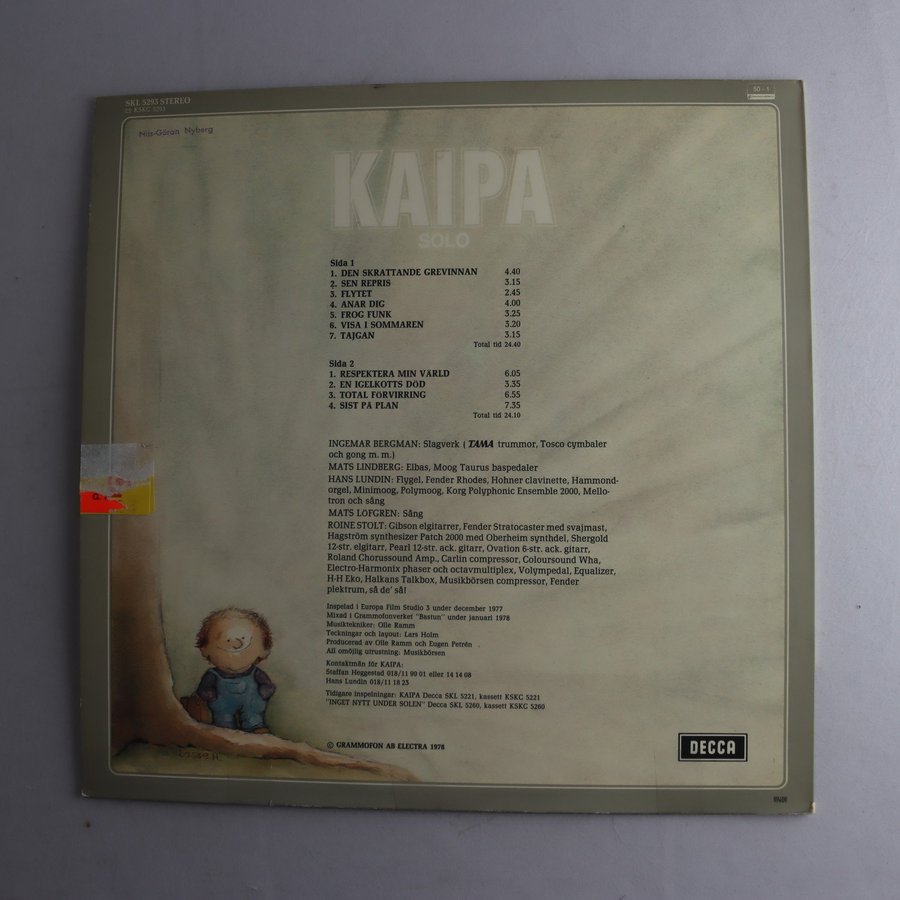 SKL 5293 STEREO
KSKC 5293
50 - 1
Nils-Göran Nyberg
KAIPA
SOLO
Sida 1
1. DEN SKRATTANDE GREVINNAN 4.40
2. SEN REPRIS 3.15
3. FLYTET 2.45
4. ANAR DIG 4.00
5. FROG FUNK 3.25
6. VISA I SOMMAREN 3.20
7. TAJGAN 3.15
Total tid 24.40
Sida 2
1. RESPEKTERA MIN VÄRLD 6.05
2. EN IGELKOTTS DÖD 3.35
3. TOTAL FÖRVIRRING 6.55
4. SIST PÅ PLAN 7.35
Total tid 24.10
INGEMAR BERGMAN: Slagverk ( TAMA trummor, Tosco cymbaler
och gong m. m.)
MATS LINDBERG: Elbas, Moog Taurus baspedaler
HANS LUNDIN: Flygel, Fender Rhodes, Hohner clavinette, Hammond-
orgel, Minimoog, Polymoog, Korg Polyphonic Ensemble 2000, Mello-
tron och sång
MATS LÖFGREN: Sång
ROINE STOLT: Gibson elgitarrer, Fender Stratocaster med svajmast,
Hagström synthesizer Patch 2000 med Oberheim synthdel, Shergold
12-str. elgitarr, Pearl 12-str. ack. gitarr, Ovation 6-str. ack. gitarr,
Roland Chorussound Amp., Carlin compressor, Coloursound Wha,
Electro-Harmonix phaser och octavmultiplex, Volympedal, Equalizer,
H-H Eko, Halkans Talkbox, Musikbörsen compressor, Fender
plektrum, så de' så!
Inspelad i Europa Film Studio 3 under december 1977
Mixad i Grammofonverket "Bastun" under januari 1978
Musiktekniker: Olle Ramm
Teckningar och layout: Lars Holm
Producerad av Olle Ramm och Eugen Petrén .
All omöjlig utrustning: Musikbörsen
Kontaktmän för KAIPA:
Staffan Heggestad 018/11 99 01 eller 14 14 08
Hans Lundin 018/11 18 23
Tidigare inspelningar: KAIPA Decca SKL 5221, kassett KSKC 5221
"INGET NYTT UNDER SOLEN" Decca SKL 5260, kassett KSKC 5260
© GRAMMOFON AB ELECTRA 1978
DECCA